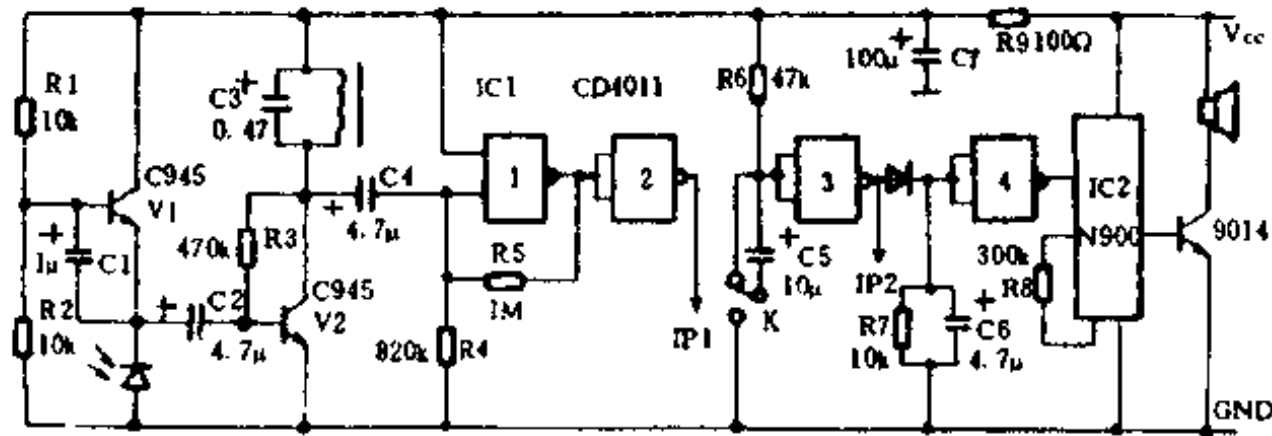 R1
10k
C945
V1
1μ
C1
R2
10k
C3
0.47
470k
R3
C2
4.7μ
C945
V2
C4
4.7μ
820k
R4
R5
IM
IC1
CD4011
1
2
IP1
R6
47k
K
C5
10μ
3
IP2
R7
10k
C6
4.7μ
100μ
C7
R9 100Ω
4
IC2
N900
300k
R8
Vcc
9014
GND